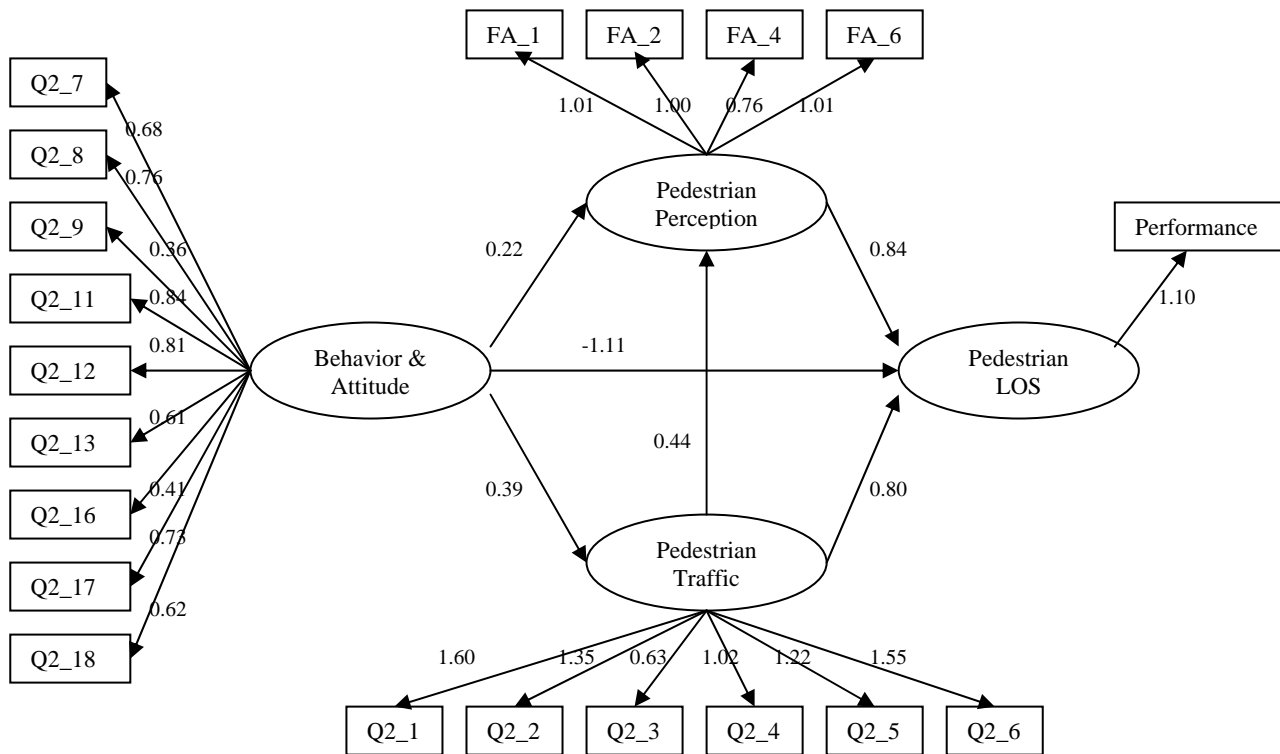 FA_1
FA_2
FA_4
FA_6
1.01
1.00
0.76
1.01
Q2_7
Q2_8
Q2_9
Q2_11
Q2_12
Q2_13
Q2_16
Q2_17
Q2_18
0.68
0.76
0.36
0.84
0.81
0.61
0.41
0.73
0.62
Behavior &
Attitude
Pedestrian
Perception
0.22
-1.11
0.39
0.44
0.84
0.80
Pedestrian
LOS
1.10
Performance
Pedestrian
Traffic
1.60
1.35
0.63
1.02
1.22
1.55
Q2_1
Q2_2
Q2_3
Q2_4
Q2_5
Q2_6